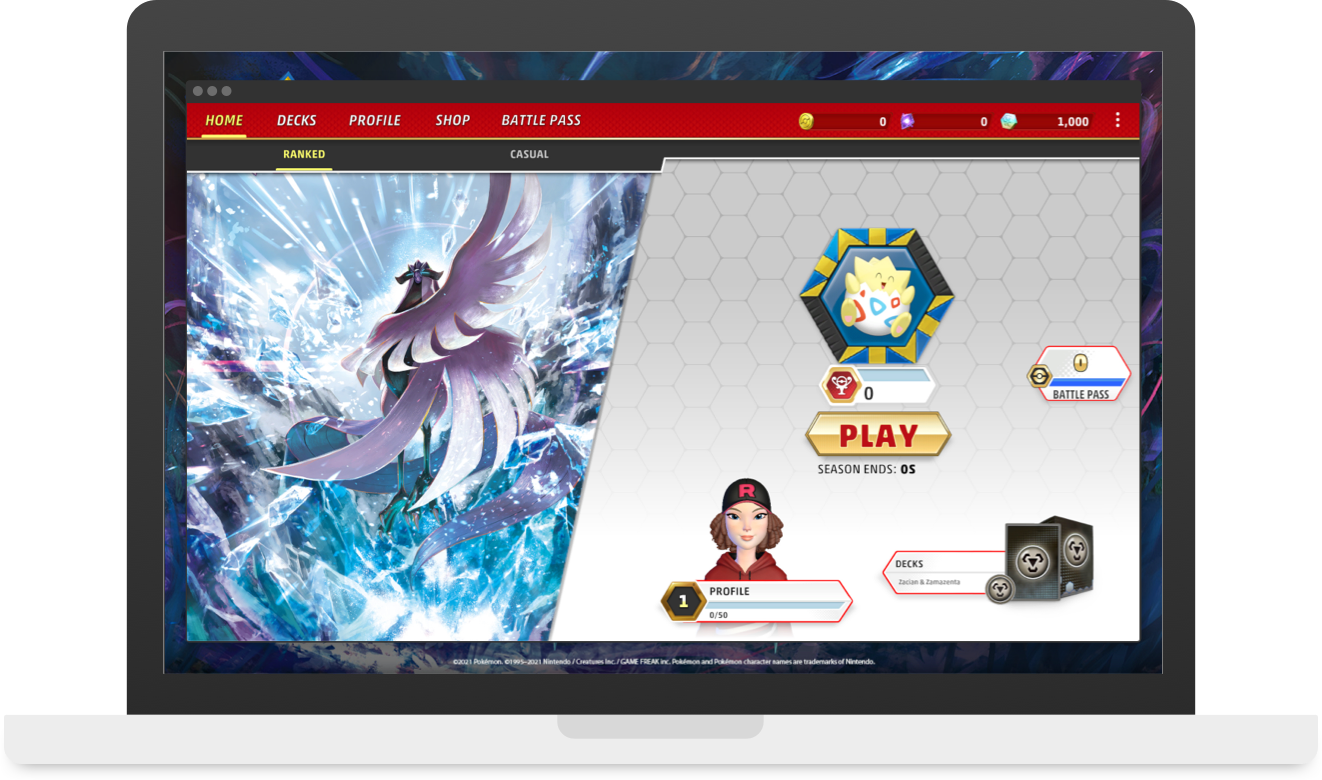 HOME DECKS PROFILE SHOP BATTLE PASS 0 0 1,000
RANKED CASUAL
0
BATTLE PASS
PLAY
SEASON ENDS: 0S
R
DECKS
Zacian & Zamazenta
1 PROFILE
0/50
©2021 Pokémon. ©1995–2021 Nintendo / Creatures Inc. / GAME FREAK inc. Pokémon and Pokémon character names are trademarks of Nintendo.